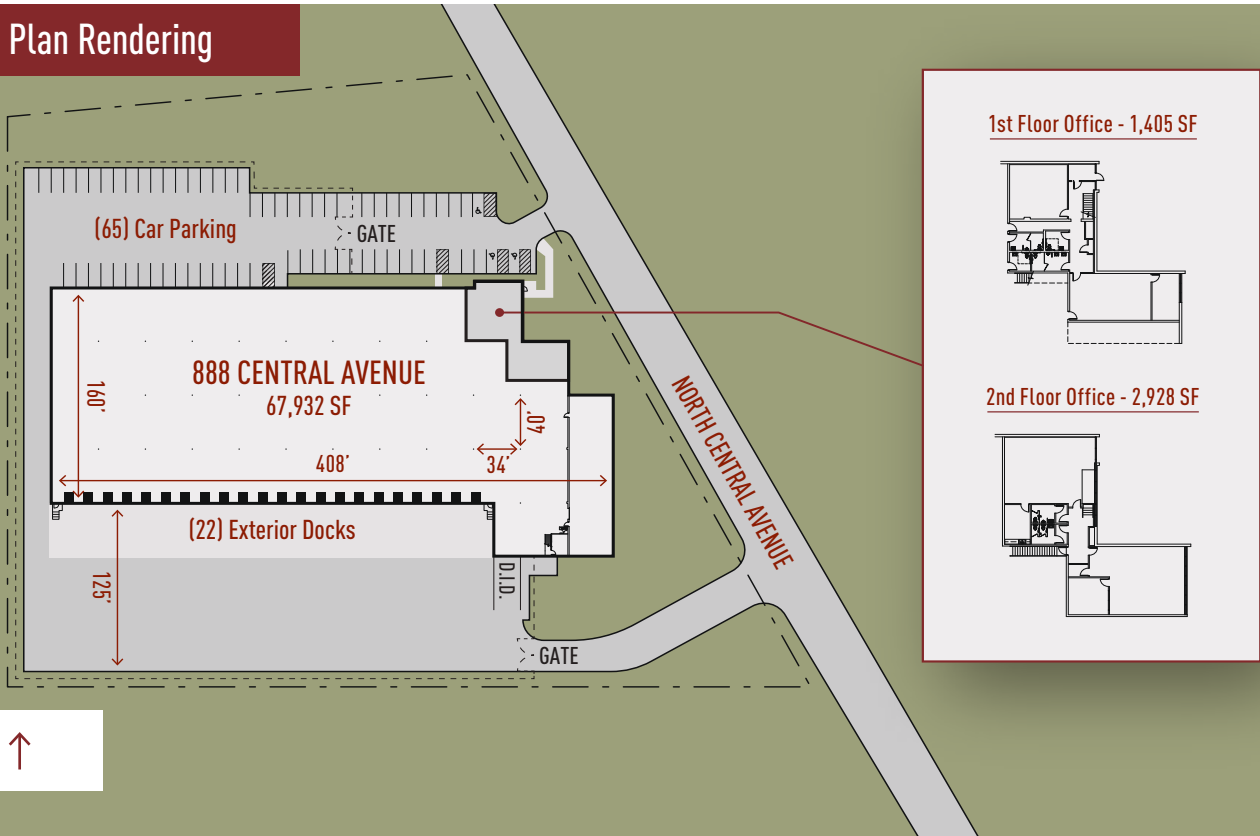 Plan Rendering
1st Floor Office - 1,405 SF
(65) Car Parking
GATE
888 CENTRAL AVENUE
67,932 SF
160'
40'
34'
408'
NORTH CENTRAL AVENUE
2nd Floor Office - 2,928 SF
(22) Exterior Docks
125'
D.I.D.
GATE